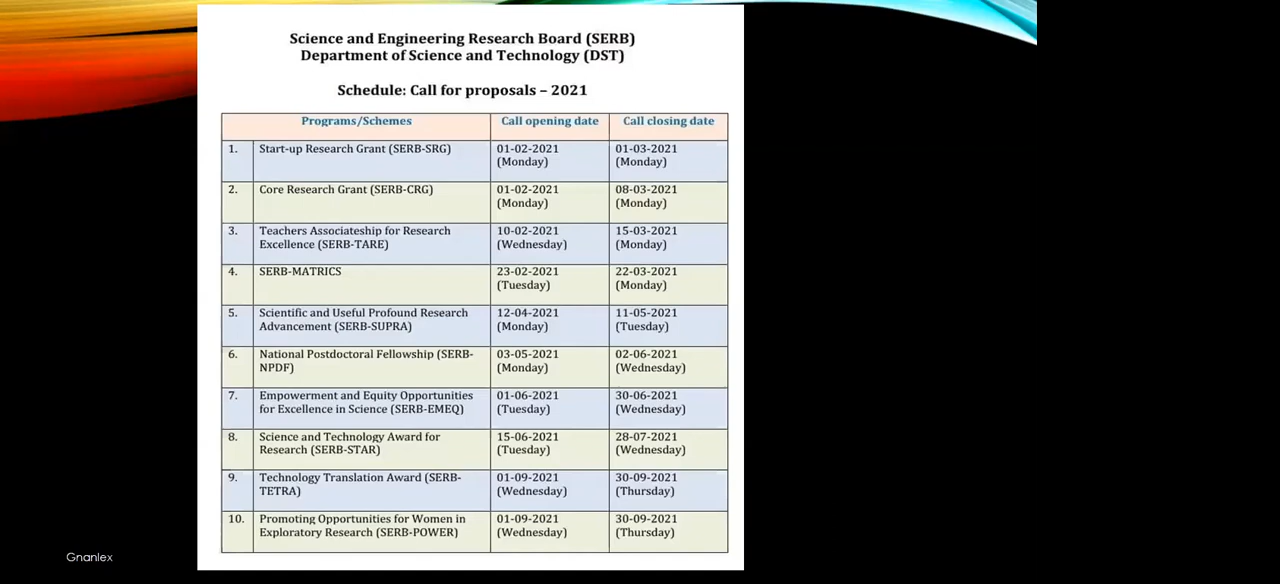 Science and Engineering Research Board (SERB)
Department of Science and Technology (DST)
Schedule: Call for proposals – 2021
Programs/Schemes Call opening date Call closing date
1. Start-up Research Grant (SERB-SRG) 01-02-2021 01-03-2021
(Monday) (Monday)
2. Core Research Grant (SERB-CRG) 01-02-2021 08-03-2021
(Monday) (Monday)
3. Teachers Associateship for Research 10-02-2021 15-03-2021
Excellence (SERB-TARE) (Wednesday) (Monday)
4. SERB-MATRICS 23-02-2021 22-03-2021
(Tuesday) (Monday)
5. Scientific and Useful Profound Research 12-04-2021 11-05-2021
Advancement (SERB-SUPRA) (Monday) (Tuesday)
6. National Postdoctoral Fellowship (SERB- 03-05-2021 02-06-2021
NPDF) (Monday) (Wednesday)
7. Empowerment and Equity Opportunities 01-06-2021 30-06-2021
for Excellence in Science (SERB-EMEQ) (Tuesday) (Wednesday)
8. Science and Technology Award for 15-06-2021 28-07-2021
Research (SERB-STAR) (Tuesday) (Wednesday)
9. Technology Translation Award (SERB- 01-09-2021 30-09-2021
TETRA) (Wednesday) (Thursday)
10. Promoting Opportunities for Women in 01-09-2021 30-09-2021
Exploratory Research (SERB-POWER) (Wednesday) (Thursday)
Gnanlex